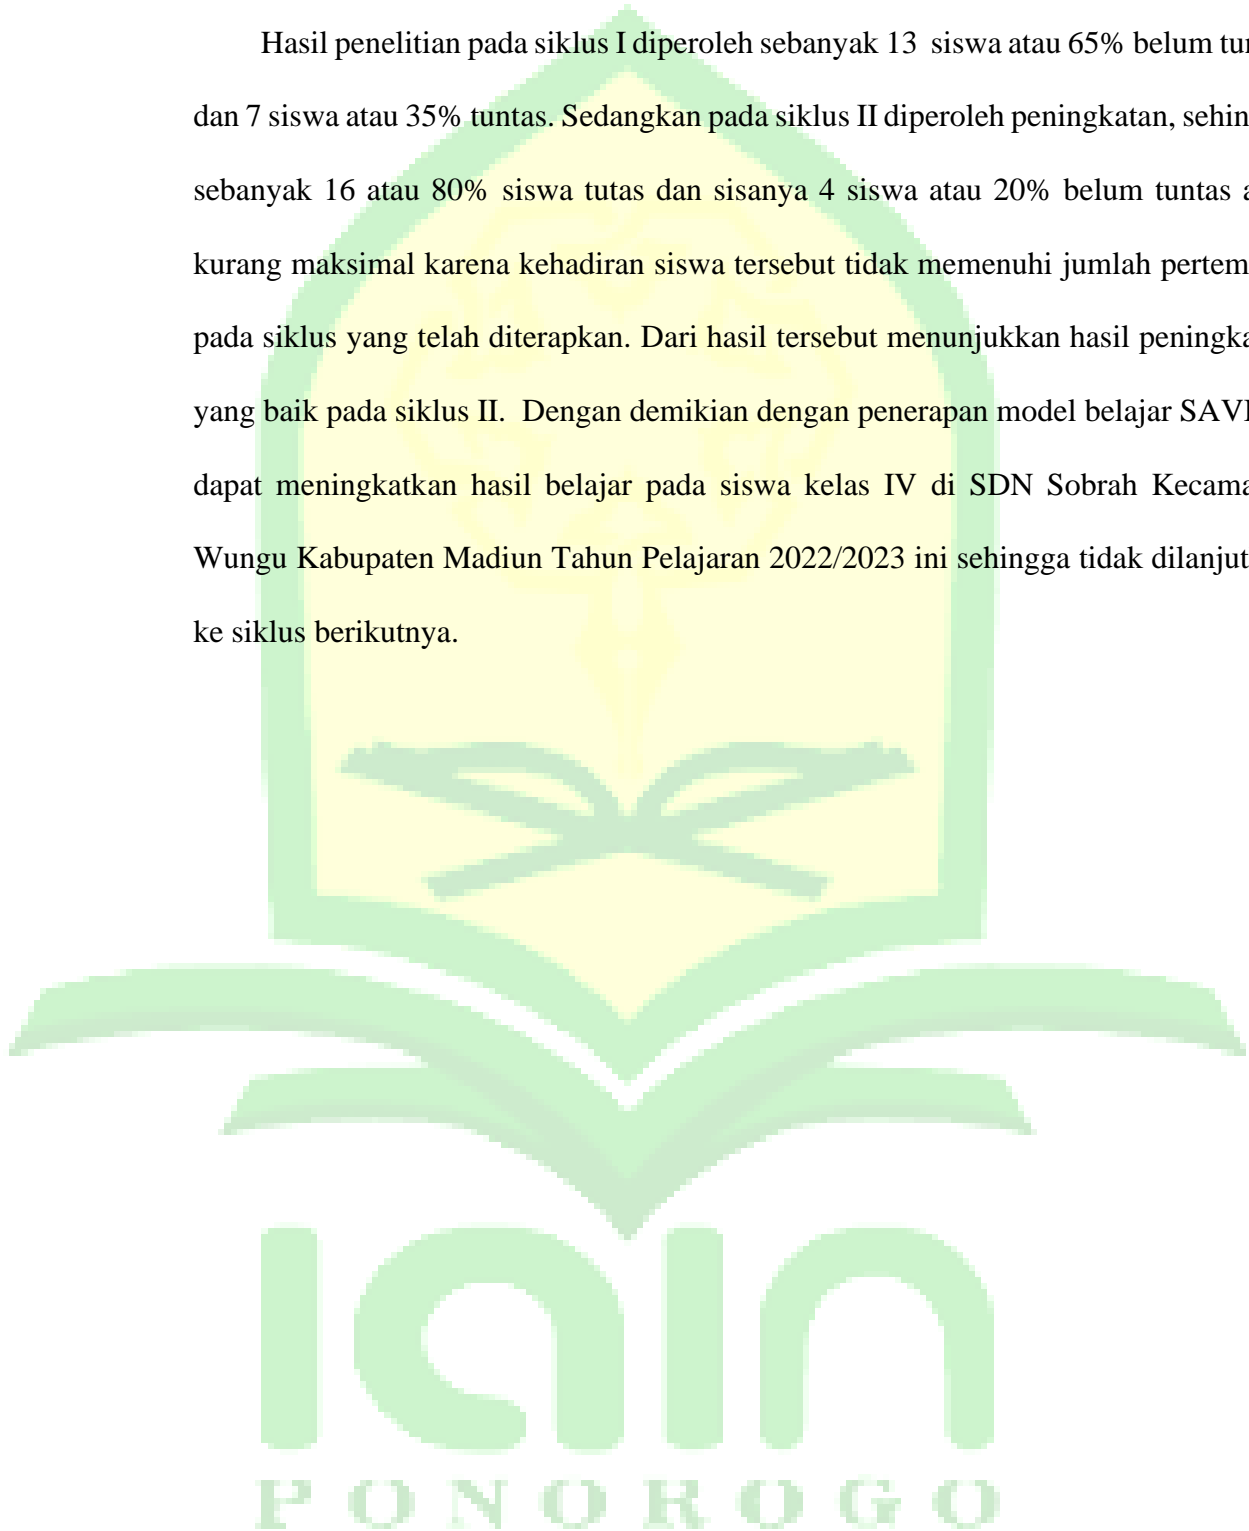 Hasil penelitian pada siklus I diperoleh sebanyak 13 siswa atau 65% belum tun
dan 7 siswa atau 35% tuntas. Sedangkan pada siklus II diperoleh peningkatan, sehin
sebanyak 16 atau 80% siswa tutas dan sisanya 4 siswa atau 20% belum tuntas a
kurang maksimal karena kehadiran siswa tersebut tidak memenuhi jumlah pertem
pada siklus yang telah diterapkan. Dari hasil tersebut menunjukkan hasil peningka
yang baik pada siklus II. Dengan demikian dengan penerapan model belajar SAVI
dapat meningkatkan hasil belajar pada siswa kelas IV di SDN Sobrah Kecama
Wungu Kabupaten Madiun Tahun Pelajaran 2022/2023 ini sehingga tidak dilanjut
ke siklus berikutnya.
iain
PONOROGO